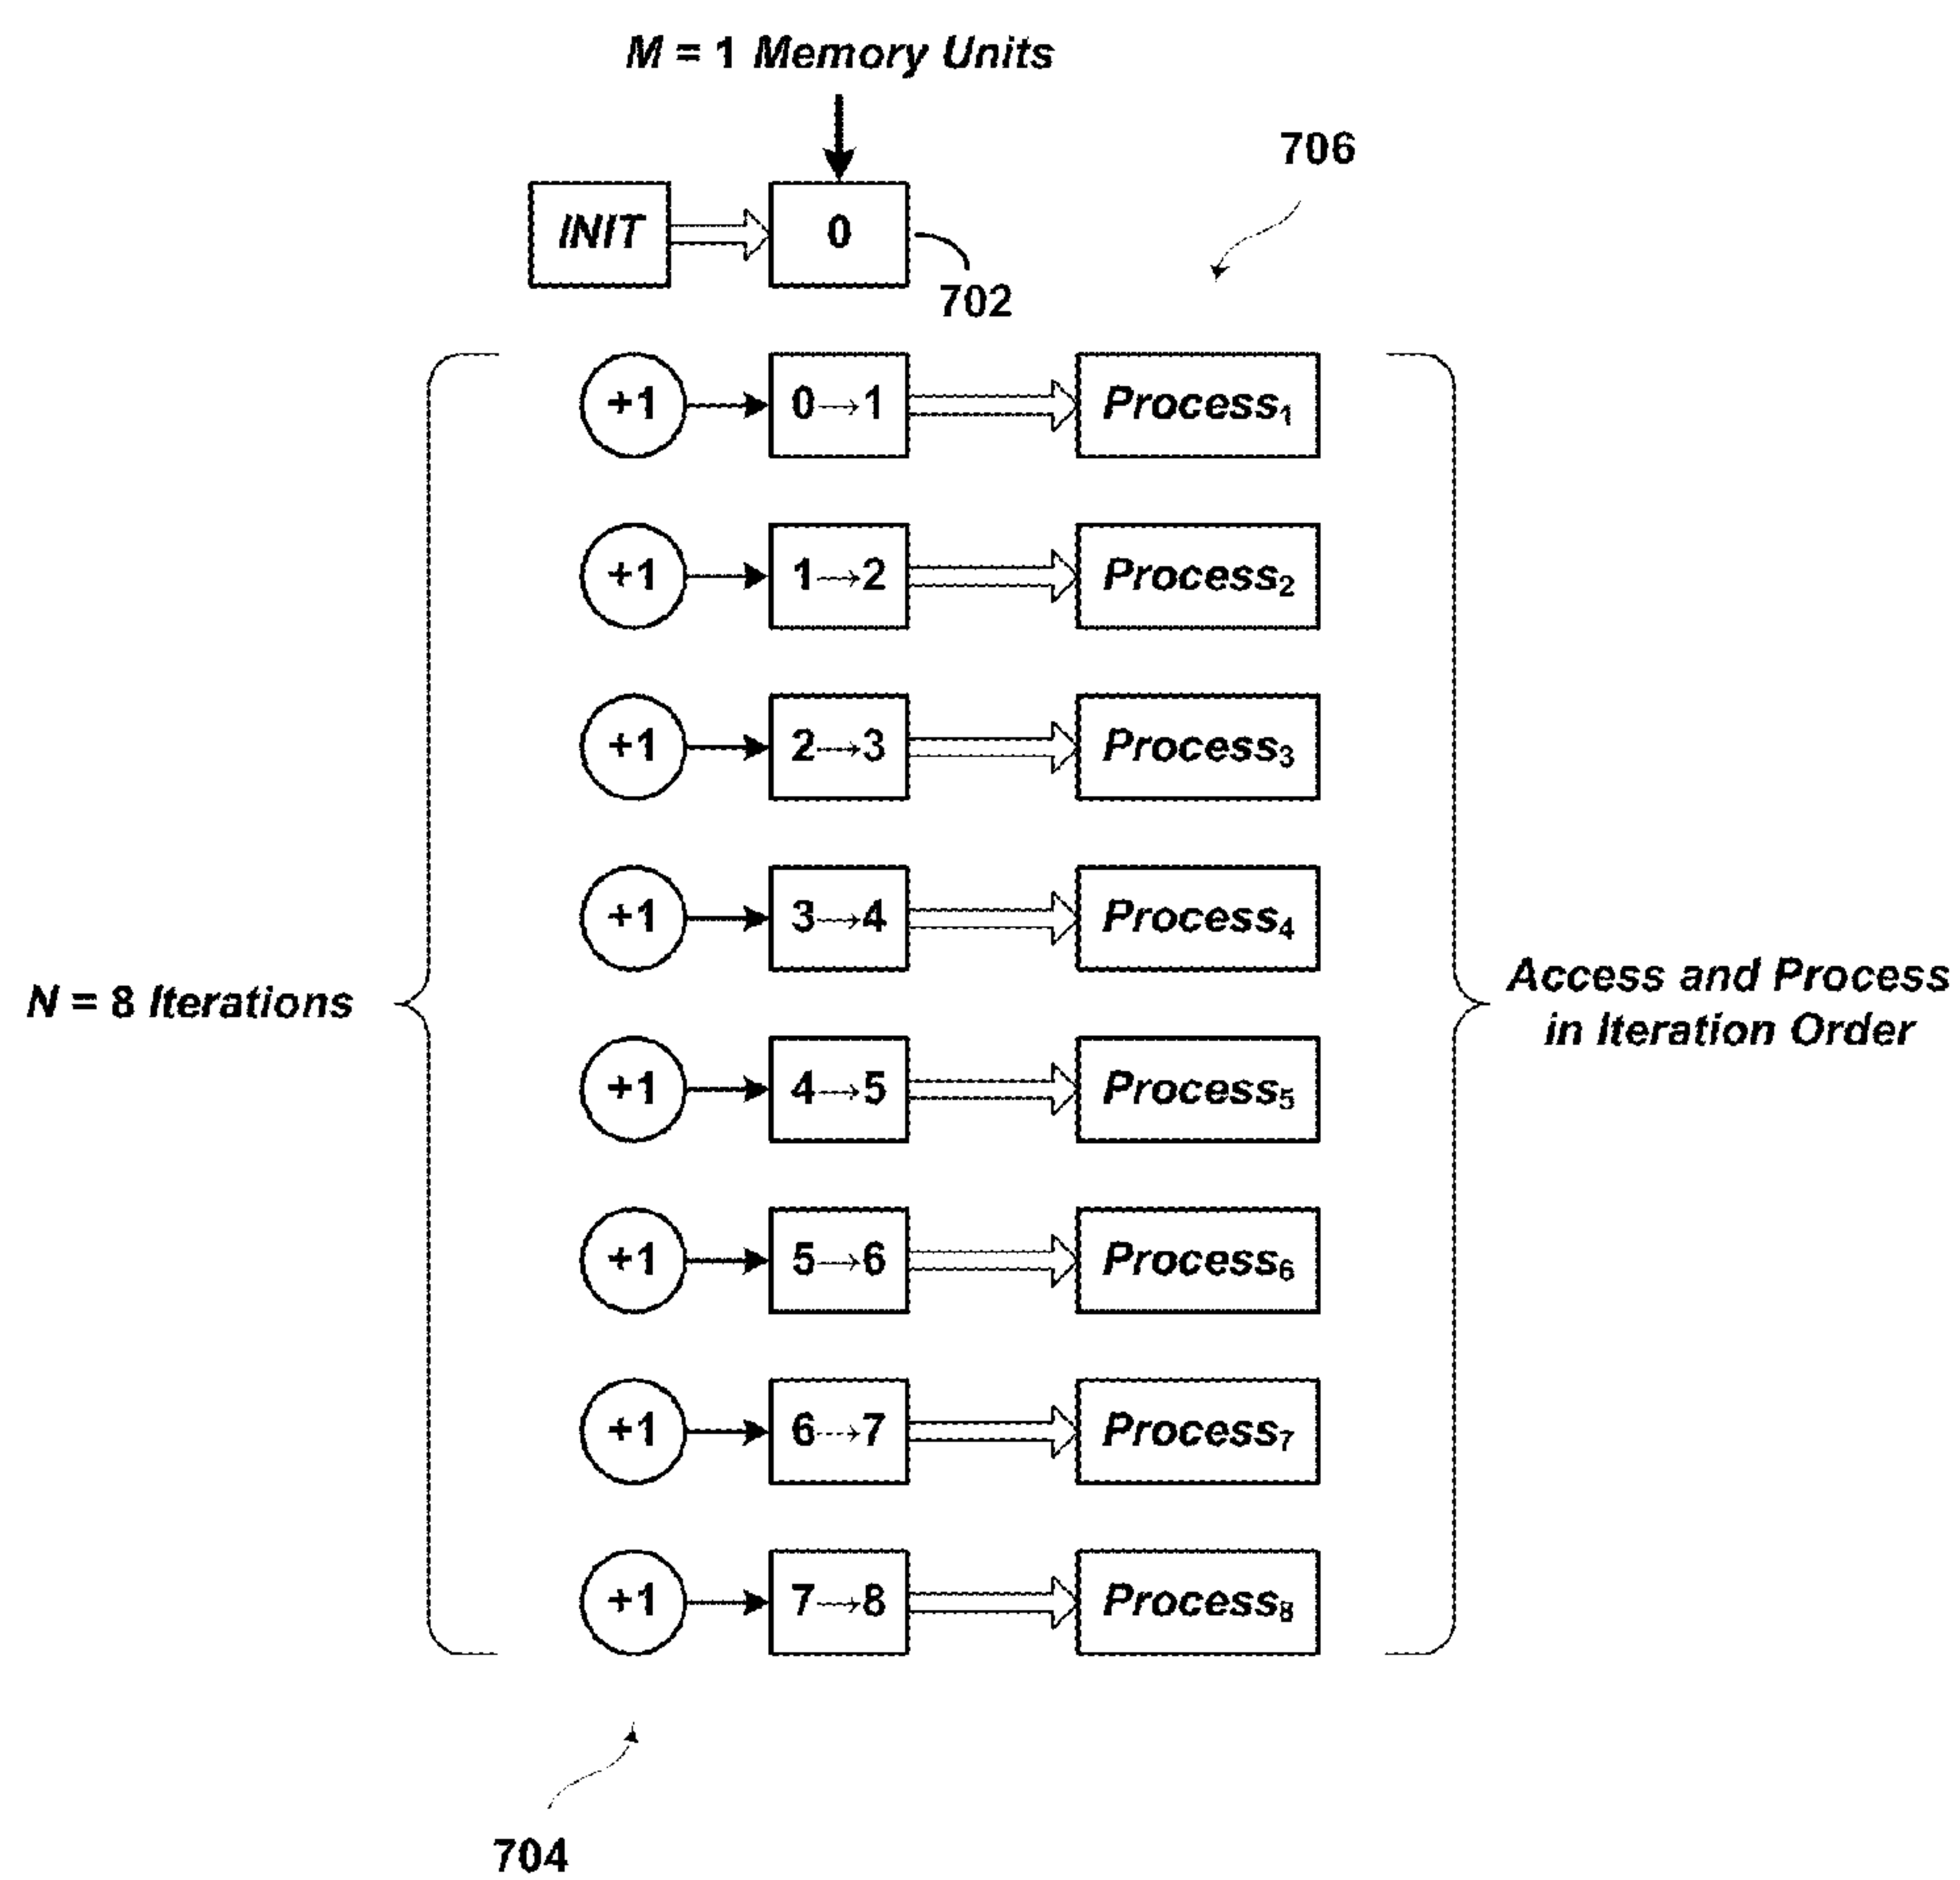 M = 1 Memory Units
706
INIT
0
702
+1 0→1 Process₁
+1 1→2 Process₂
+1 2→3 Process₃
+1 3→4 Process₄
N = 8 Iterations
Access and Process
in Iteration Order
+1 4→5 Process₅
+1 5→6 Process₆
+1 6→7 Process₇
+1 7→8 Process₈
704